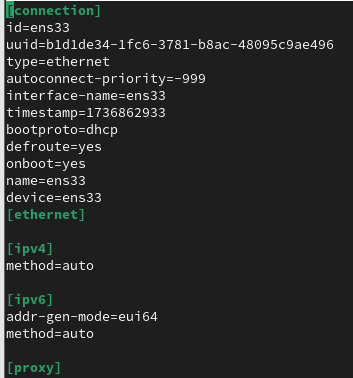 [connection]
id=ens33
uuid=b1d1de34-1fc6-3781-b8ac-48095c9ae496
type=ethernet
autoconnect-priority=-999
interface-name=ens33
timestamp=1736862933
bootproto=dhcp
defroute=yes
onboot=yes
name=ens33
device=ens33
[ethernet]
[ipv4]
method=auto
[ipv6]
addr-gen-mode=eui64
method=auto
[proxy]